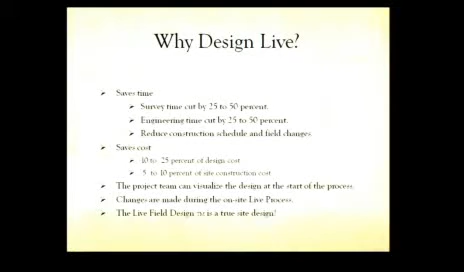 Why Design Live?
Saves time
Survey time cut by 25 to 50 percent.
Engineering time cut by 25 to 50 percent.
Reduce construction schedule and field changes
Saves cost
10 to 25 percent of design cost
5 to 10 percent of site construction cost
The project team can visualize the design at the start of the process.
Changes are made during the on-site Live Process.
The Live Field Design TM is a true site design!